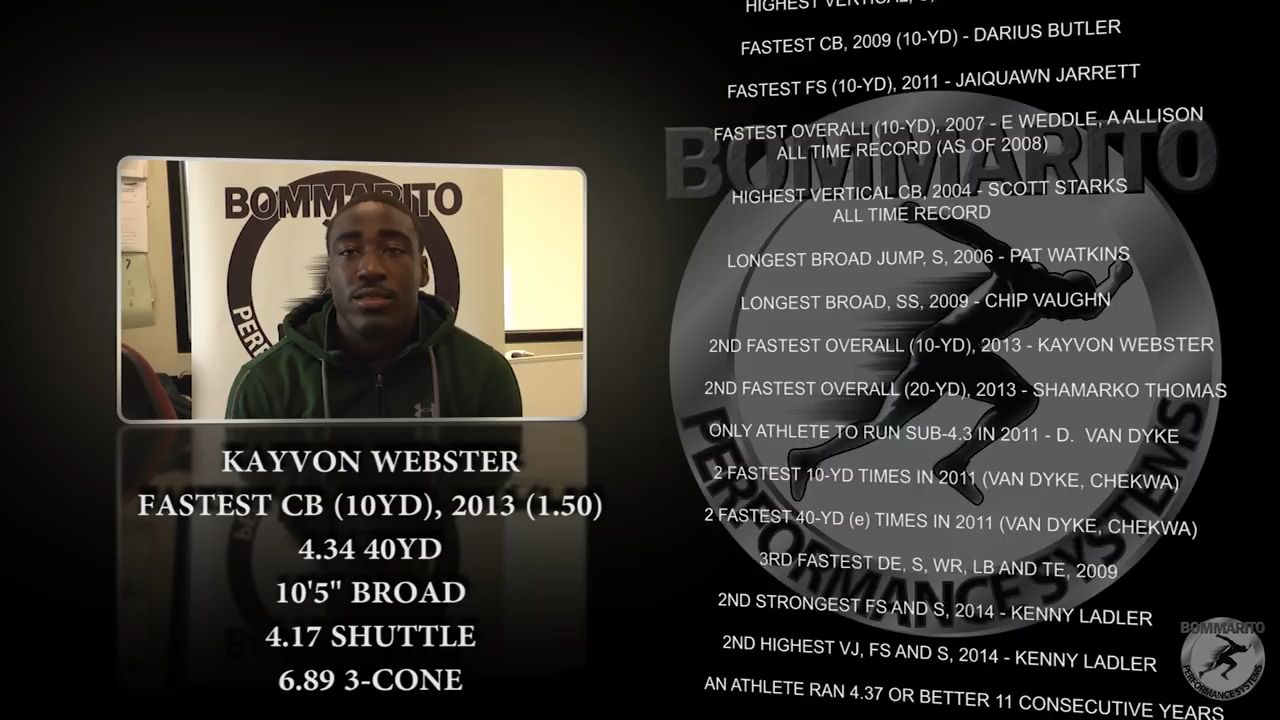 BOMMARITO
KAYVON WEBSTER
FASTEST CB (10YD), 2013 (1.50)
4.34 40YD
10'5" BROAD
4.17 SHUTTLE
6.89 3-CONE
FASTEST CB, 2009 (10-YD) - DARIUS BUTLER
FASTEST FS (10-YD), 2011 - JAIQUAWN JARRETT
FASTEST OVERALL (10-YD), 2007 - E WEDDLE, A ALLISON
ALL TIME RECORD (AS OF 2008)
HIGHEST VERTICAL CB, 2004 - SCOTT STARKS
ALL TIME RECORD
LONGEST BROAD JUMP, S, 2006 - PAT WATKINS
LONGEST BROAD, SS, 2009 - CHIP VAUGHN
2ND FASTEST OVERALL (10-YD), 2013 - KAYVON WEBSTER
2ND FASTEST OVERALL (20-YD), 2013 - SHAMARKO THOMAS
ONLY ATHLETE TO RUN SUB-4.3 IN 2011 - D. VAN DYKE
2 FASTEST 10-YD TIMES IN 2011 (VAN DYKE, CHEKWA)
2 FASTEST 40-YD (e) TIMES IN 2011 (VAN DYKE, CHEKWA)
3RD FASTEST DE, S, WR, LB AND TE, 2009
2ND STRONGEST FS AND S, 2014 - KENNY LADLER
2ND HIGHEST VJ, FS AND S, 2014 - KENNY LADLER
AN ATHLETE RAN 4.37 OR BETTER 11 CONSECUTIVE YEARS
BOMMARITO
PERFORMANCE SYSTEMS
BOMMARITO
PERFORMANCE SYSTEMS